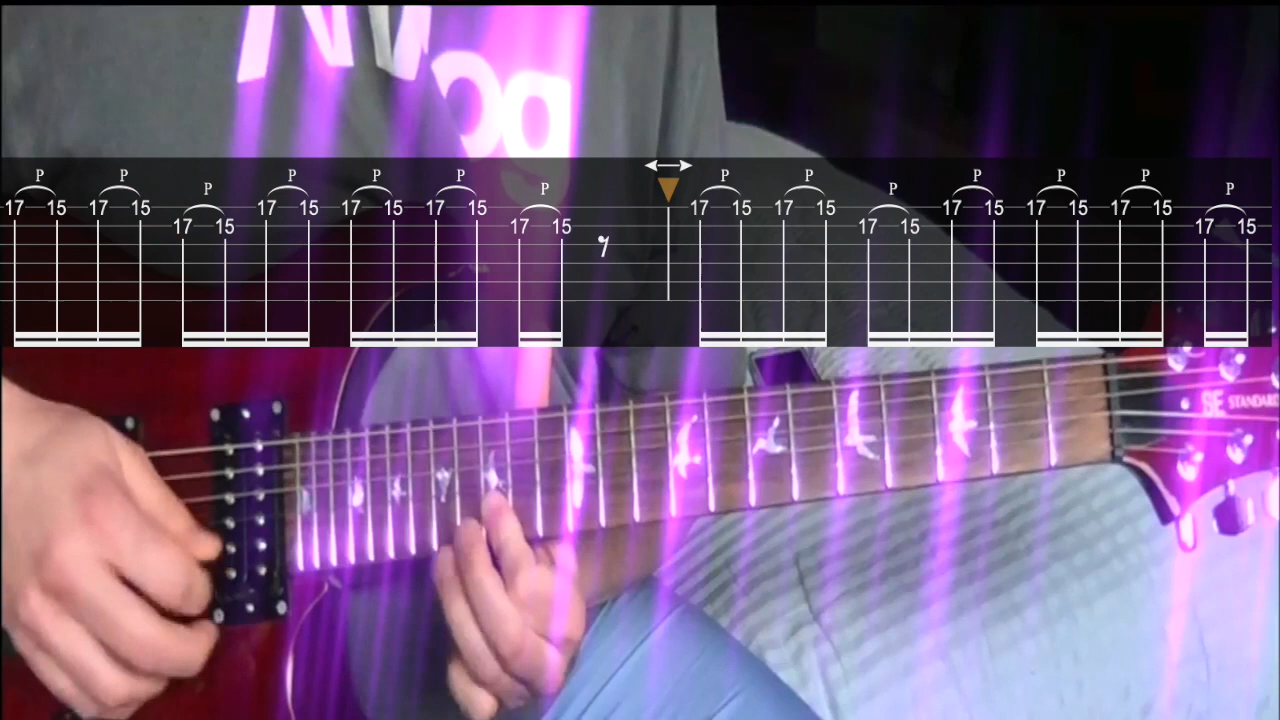 P P P P P P P P P P P P P P
17 15 17 15 17 15 17 15 17 15 17 15 17 15 17 15 17 15 17 15
17 15 17 15 17 15 17 15
SE STANDARD